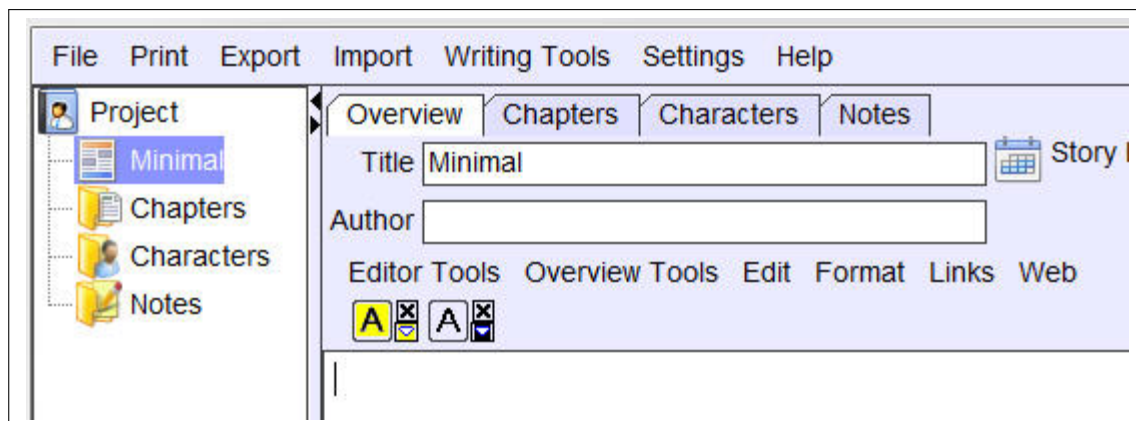 File Print Export Import Writing Tools Settings Help
Project
Minimal
Chapters
Characters
Notes
Overview Chapters Characters Notes
Title Minimal
Story
Author
Editor Tools Overview Tools Edit Format Links Web
A A